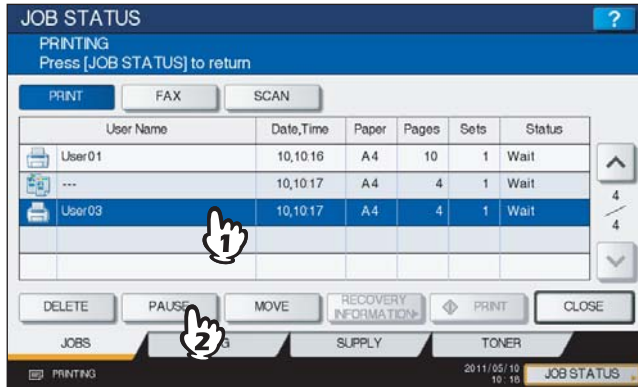 JOB STATUS
?
PRINTING
Press [JOB STATUS] to return
PRINT FAX SCAN
User Name Date,Time Paper Pages Sets Status
User01 10,10:16 A4 10 1 Wait
--- 10,10:17 A4 4 1 Wait
User03 10,10:17 A4 4 1 Wait
4
4
1
DELETE PAUSE MOVE RECOVERY INFORMATION PRINT CLOSE
2
JOBS SUPPLY TONER
PRINTING 2011/05/10 10:18 JOB STATUS